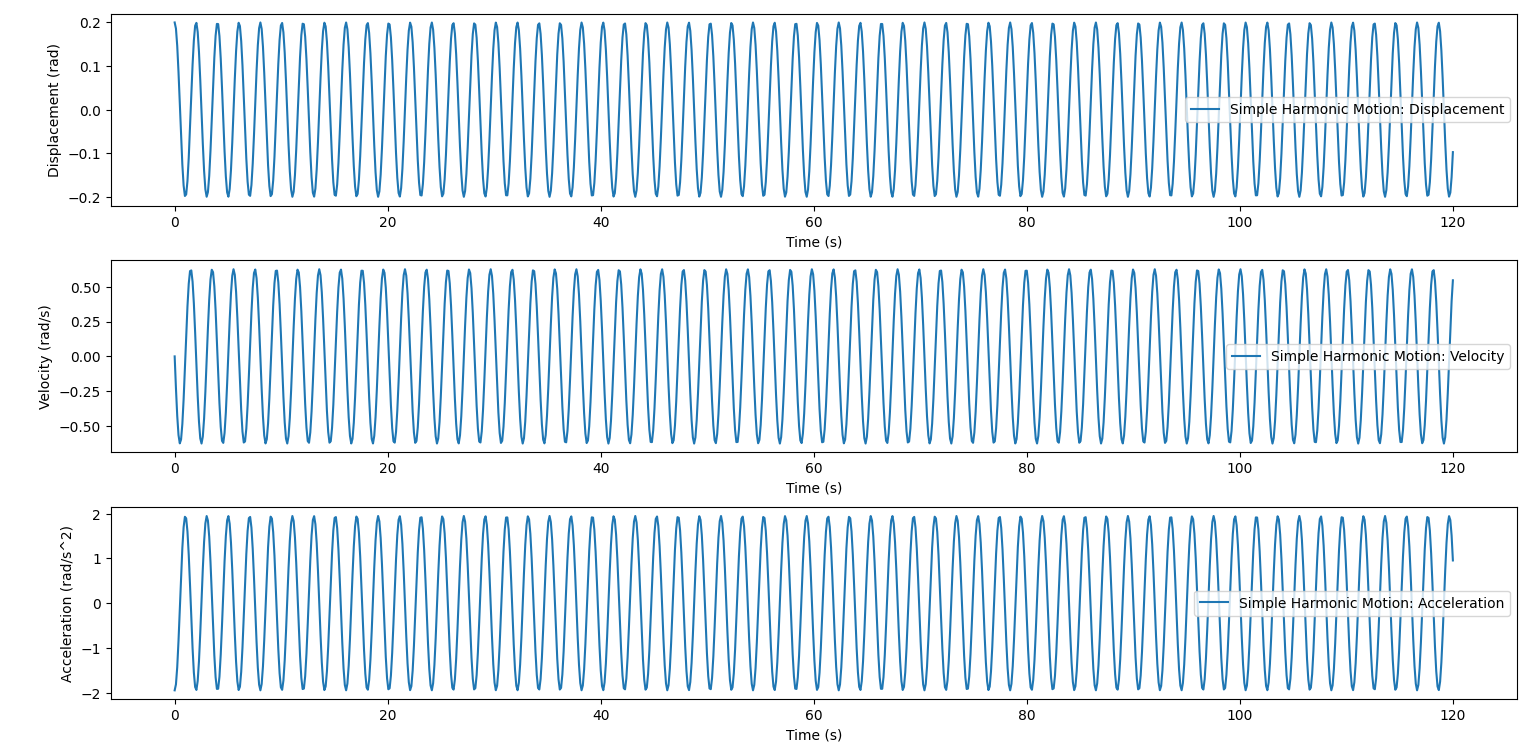 0.2
0.1
0.0
−0.1
−0.2
Displacement (rad)
Simple Harmonic Motion: Displacement
0 20 40 60 80 100 120
Time (s)
0.50
0.25
0.00
−0.25
−0.50
Velocity (rad/s)
Simple Harmonic Motion: Velocity
0 20 40 60 80 100 120
Time (s)
2
1
0
−1
−2
Acceleration (rad/s^2)
Simple Harmonic Motion: Acceleration
0 20 40 60 80 100 120
Time (s)